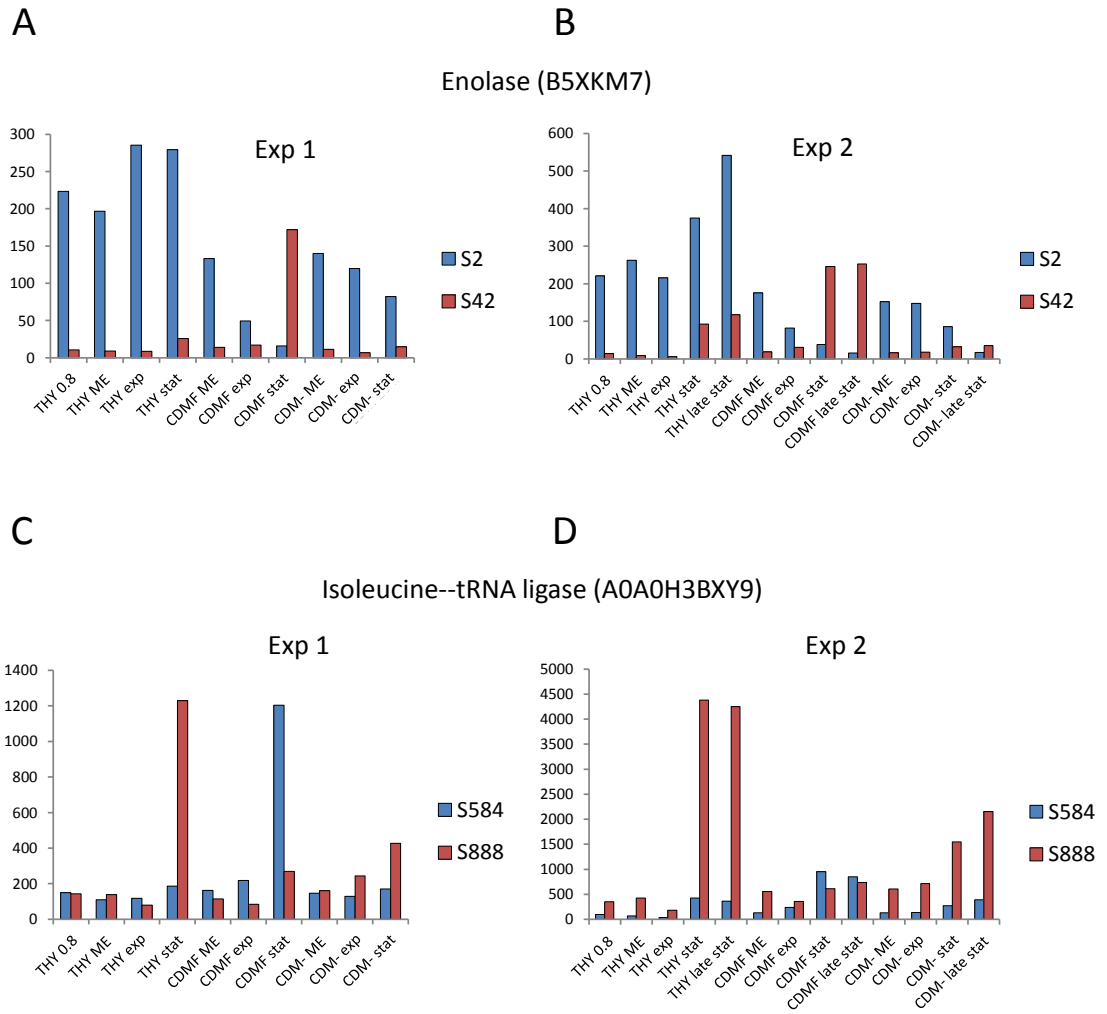 A
B
Enolase (B5XKM7)
Exp 1
300
250
200
150
100
50
0
THY 0.8
THY ME
THY exp
THY stat
CDMF ME
CDMF exp
CDMF stat
CDM- ME
CDM- exp
CDM- stat
S2
S42
Exp 2
600
500
400
300
200
100
0
THY 0.8
THY ME
THY exp
THY stat
THY late stat
CDMF ME
CDMF exp
CDMF stat
CDMF late stat
CDM- ME
CDM- exp
CDM- stat
CDM- late stat
S2
S42
C
D
Isoleucine--tRNA ligase (A0A0H3BXY9)
Exp 1
1400
1200
1000
800
600
400
200
0
THY 0.8
THY ME
THY exp
THY stat
CDMF ME
CDMF exp
CDMF stat
CDM- ME
CDM- exp
CDM- stat
S584
S888
Exp 2
5000
4500
4000
3500
3000
2500
2000
1500
1000
500
0
THY 0.8
THY ME
THY exp
THY stat
THY late stat
CDMF ME
CDMF exp
CDMF stat
CDMF late stat
CDM- ME
CDM- exp
CDM- stat
CDM- late stat
S584
S888